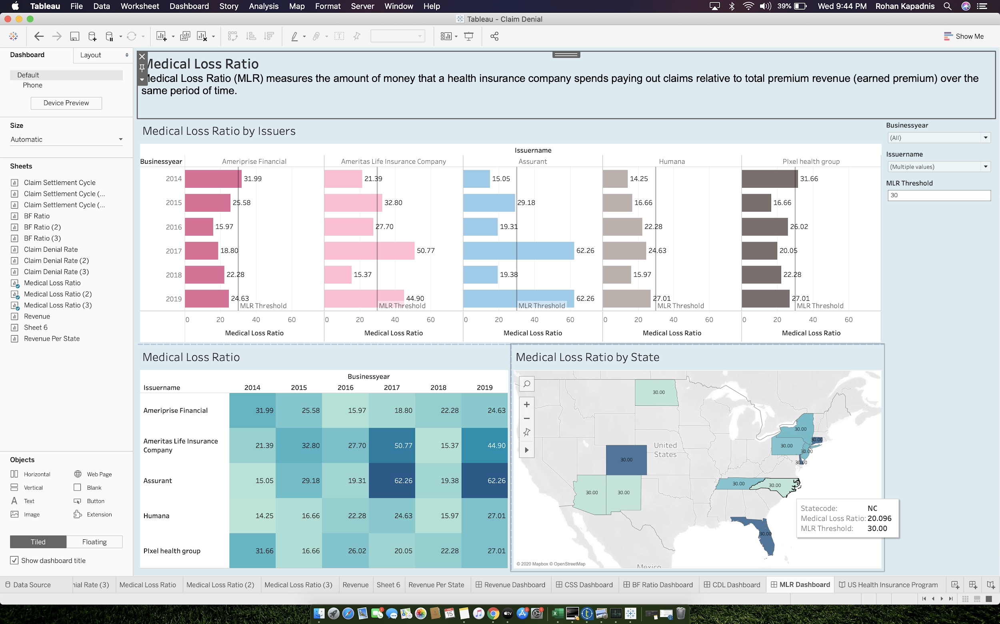 Tableau File Data Worksheet Dashboard Story Analysis Map Format Server Window Help 39% Wed 9:44 PM Rohan Kapadnis
Tableau - Claim Denial
Show Me
Dashboard Layout
Default
Phone
Device Preview
Size
Automatic
Sheets
Claim Settlement Cycle
Claim Settlement Cycle (...
Claim Settlement Cycle (...
BF Ratio
BF Ratio (2)
BF Ratio (3)
Claim Denial Rate
Claim Denial Rate (2)
Claim Denial Rate (3)
Medical Loss Ratio
Medical Loss Ratio (2)
Medical Loss Ratio (3)
Revenue
Sheet 6
Revenue Per State
Objects
Horizontal Web Page
Vertical Blank
Text Button
Image Extension
Tiled Floating
Show dashboard title
Medical Loss Ratio
Medical Loss Ratio (MLR) measures the amount of money that a health insurance company spends paying out claims relative to total premium revenue (earned premium) over the
same period of time.
Medical Loss Ratio by Issuers
Issuername
Businessyear Ameriprise Financial Ameritas Life Insurance Company Assurant Humana PIxel health group
2014 31.99 21.39 15.05 14.25 31.66
2015 25.58 32.80 29.18 16.66 16.66
2016 15.97 27.70 19.31 22.28 26.02
2017 18.80 50.77 62.26 24.63 20.05
2018 22.28 15.37 19.38 15.97 22.28
2019 24.63 44.90 62.26 27.01 27.01
MLR Threshold MLR Threshold MLR Threshold MLR Threshold MLR Threshold
0 20 40 60 0 20 40 60 0 20 40 60 0 20 40 60 0 20 40 60
Medical Loss Ratio Medical Loss Ratio Medical Loss Ratio Medical Loss Ratio Medical Loss Ratio
Businessyear
(All)
Issuername
(Multiple values)
MLR Threshold
30
Medical Loss Ratio
Businessyear
Issuername 2014 2015 2016 2017 2018 2019
Ameriprise Financial 31.99 25.58 15.97 18.80 22.28 24.63
Ameritas Life Insurance
Company 21.39 32.80 27.70 50.77 15.37 44.90
Assurant 15.05 29.18 19.31 62.26 19.38 62.26
Humana 14.25 16.66 22.28 24.63 15.97 27.01
PIxel health group 31.66 16.66 26.02 20.05 22.28 27.01
Medical Loss Ratio by State
30.00
30.00
30.00
30.00
30.00
30.00
30.00
United
States
30.00
30.00
30.00
30.00
30.00
30.00
Statecode: NC
Medical Loss Ratio: 20.096
MLR Threshold: 30.00
© 2020 Mapbox © OpenStreetMap
Mexico
Data Source nial Rate (3) Medical Loss Ratio Medical Loss Ratio (2) Medical Loss Ratio (3) Revenue Sheet 6 Revenue Per State Revenue Dashboard CSS Dashboard BF Ratio Dashboard CDL Dashboard MLR Dashboard US Health Insurance Program